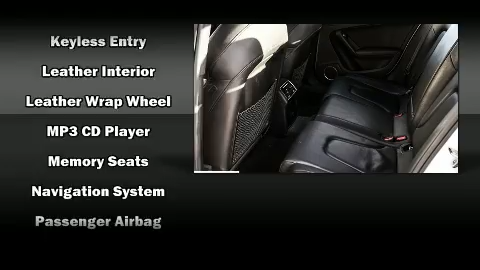 Keyless Entry
Leather Interior
Leather Wrap Wheel
MP3 CD Player
Memory Seats
Navigation System
Passenger Airbag